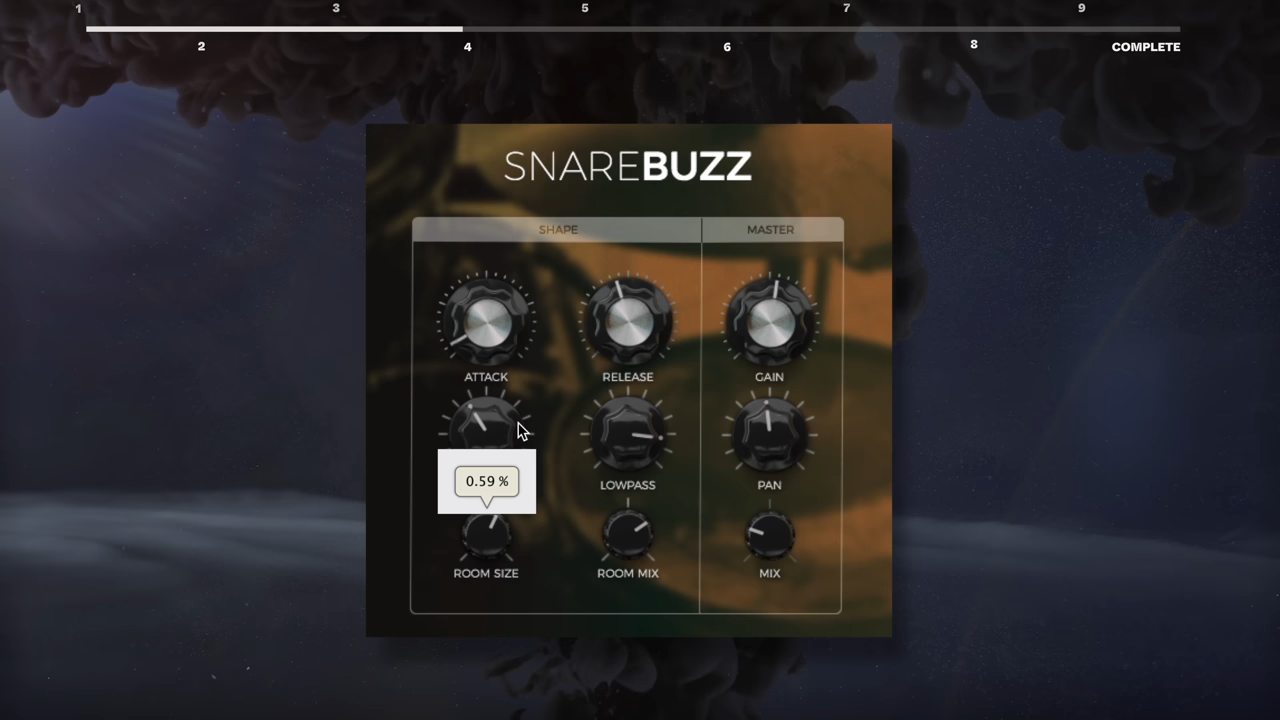 1 3 5 7 9
2 4 6 8 COMPLETE
SNAREBUZZ
SHAPE MASTER
ATTACK RELEASE GAIN
0.59 %
LOWPASS PAN
ROOM SIZE ROOM MIX MIX